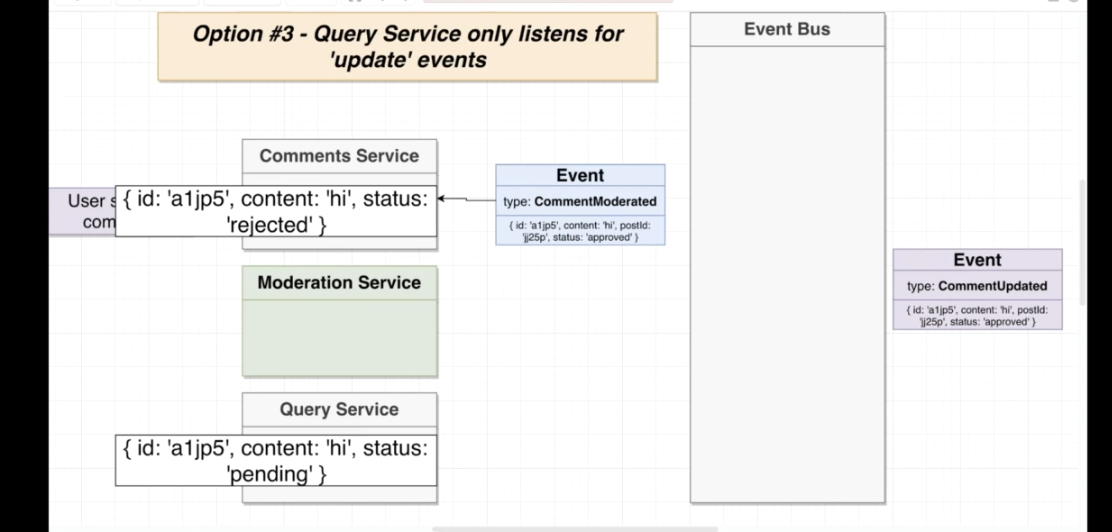 Option #3 - Query Service only listens for
'update' events
Event Bus
Comments Service
User
com
{ id: 'a1jp5', content: 'hi', status:
'rejected' }
Event
type: CommentModerated
{ id: 'a1jp5', content: 'hi', postId:
'jj25p', status: 'approved' }
Moderation Service
Event
type: CommentUpdated
{ id: 'a1jp5', content: 'hi', postId:
'jj25p', status: 'approved' }
Query Service
{ id: 'a1jp5', content: 'hi', status:
'pending' }